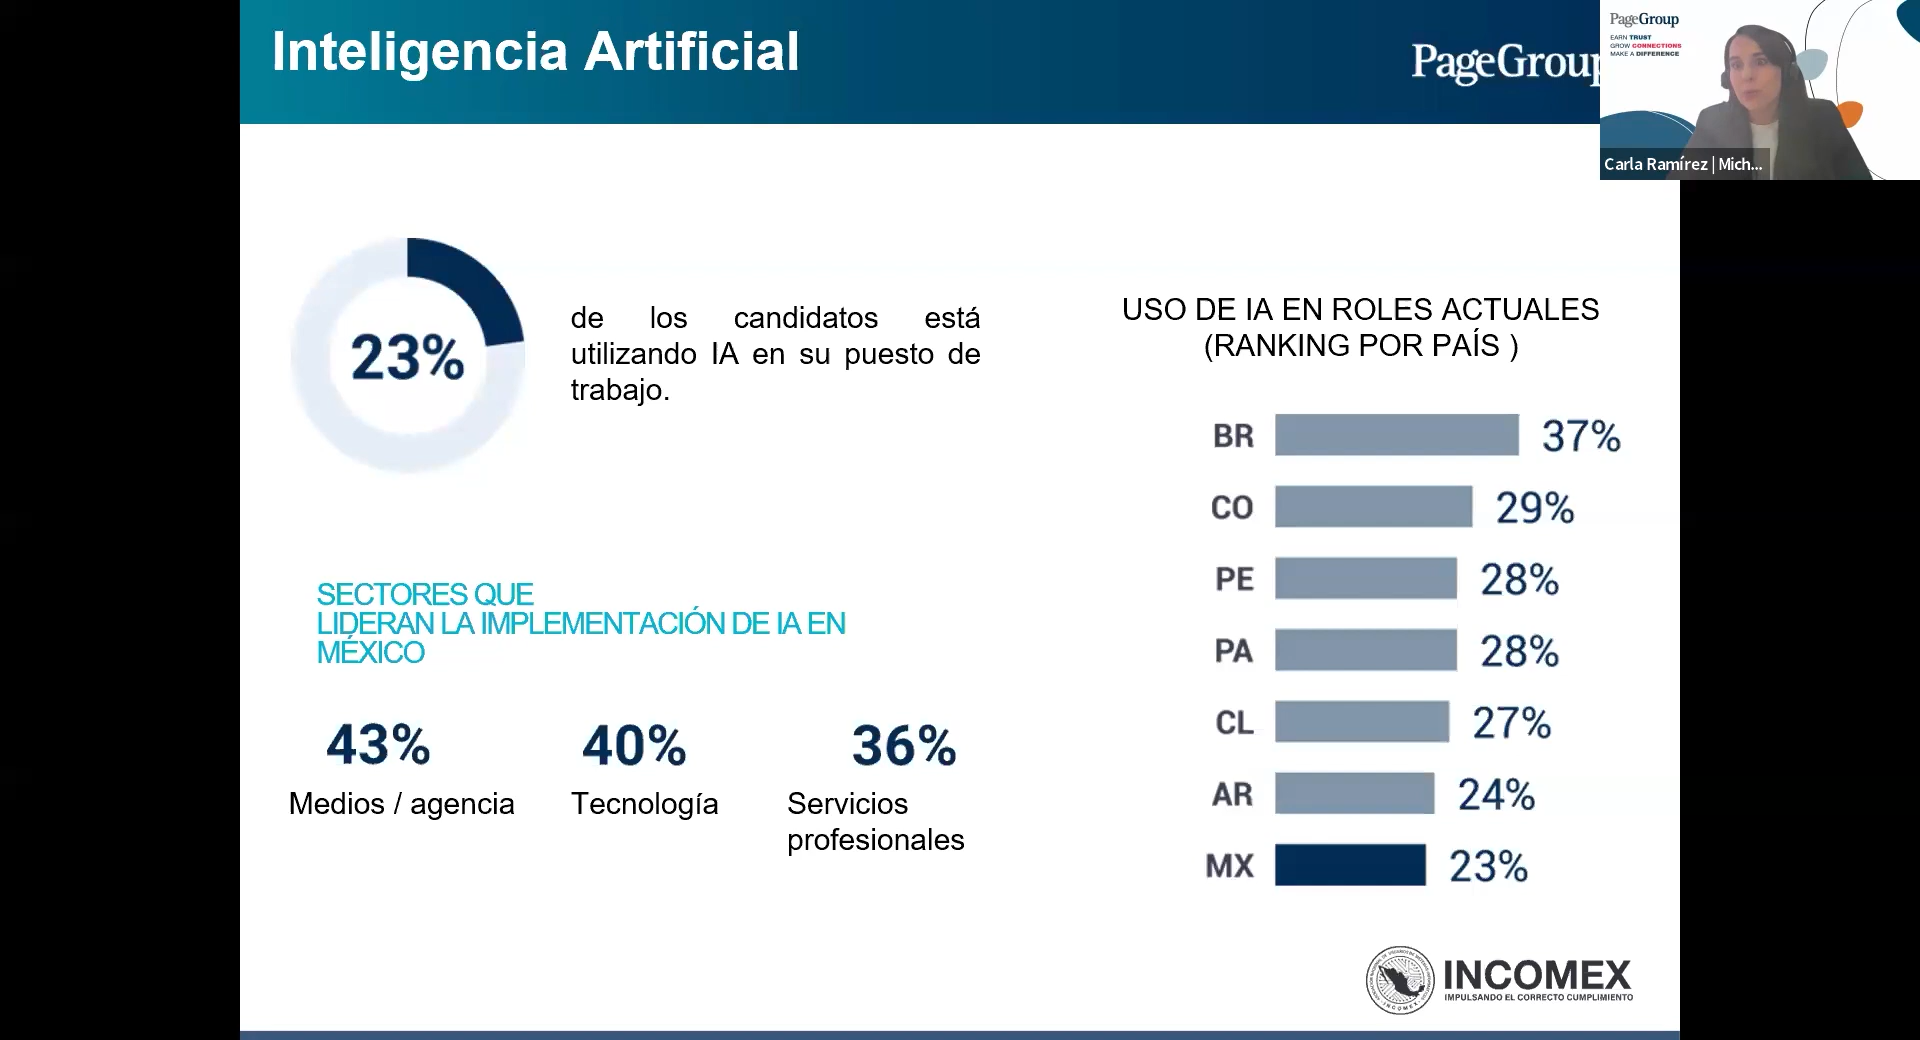 Inteligencia Artificial
PageGroup
PageGroup
EARN TRUST
GROW CONNECTIONS
MAKE A DIFFERENCE
Carla Ramírez | Mich...
23%
de los candidatos está
utilizando IA en su puesto de
trabajo.
SECTORES QUE
LIDERAN LA IMPLEMENTACIÓN DE IA EN
MÉXICO
43%
Medios / agencia
40%
Tecnología
36%
Servicios
profesionales
USO DE IA EN ROLES ACTUALES
(RANKING POR PAÍS )
BR 37%
CO 29%
PE 28%
PA 28%
CL 27%
AR 24%
MX 23%
INCOMEX
IMPULSANDO EL CORRECTO CUMPLIMIENTO